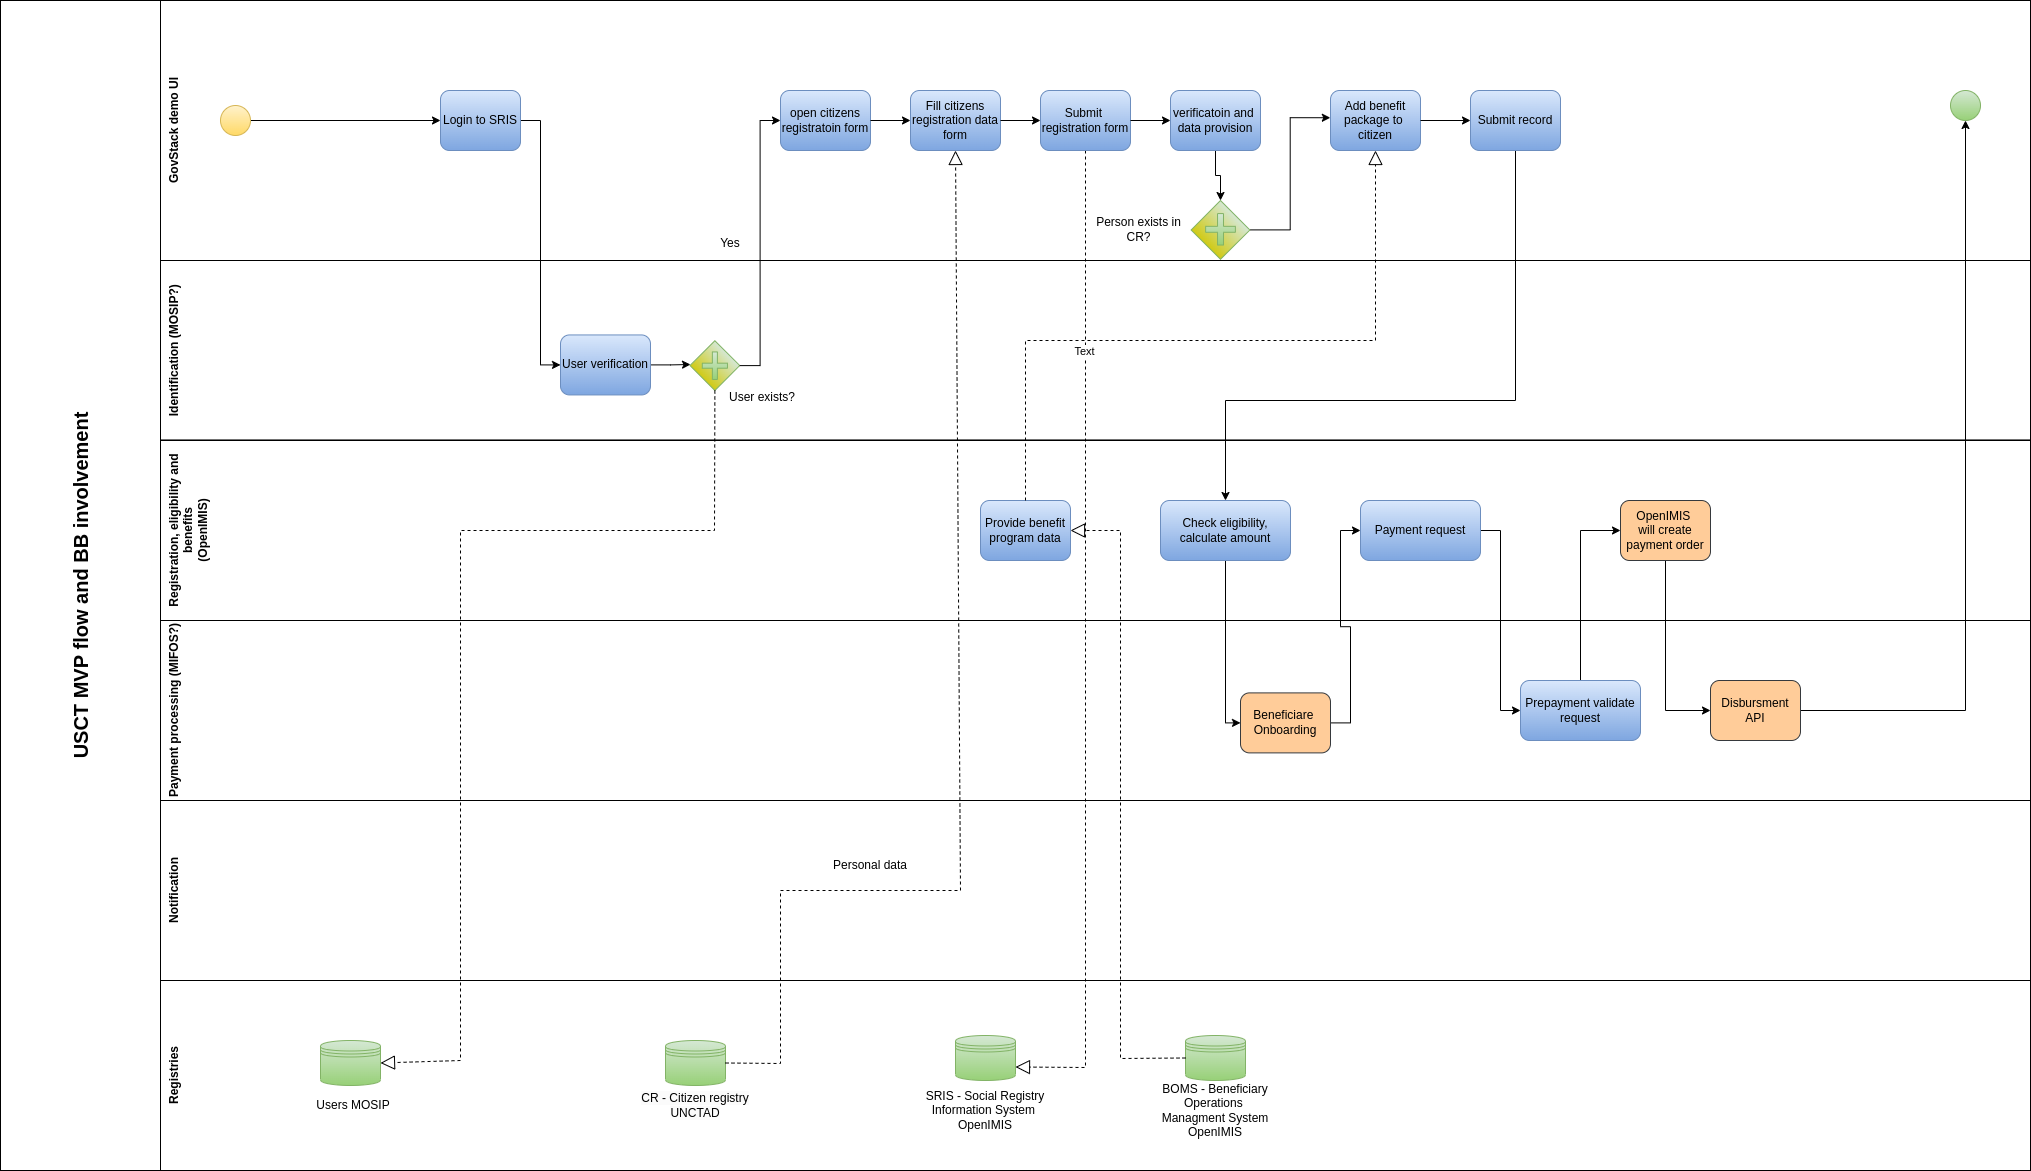 USCT MVP flow and BB involvement
GovStack demo UI
Login to SRIS
open citizens
registratoin form
Fill citizens
registration data
form
Submit
registration form
verificatoin and
data provision
Add benefit
package to
citizen
Submit record
Person exists in
CR?
Yes
Identification (MOSIP?)
User verification
User exists?
Text
Registration, eligibility and
benefits
(OpenIMIS)
Provide benefit
program data
Check eligibility,
calculate amount
Payment request
OpenIMIS
will create
payment order
Payment processing (MIFOS?)
Beneficiare
Onboarding
Prepayment validate
request
Disbursment
API
Notification
Personal data
Registries
Users MOSIP
CR - Citizen registry
UNCTAD
SRIS - Social Registry
Information System
OpenIMIS
BOMS - Beneficiary
Operations
Managment System
OpenIMIS